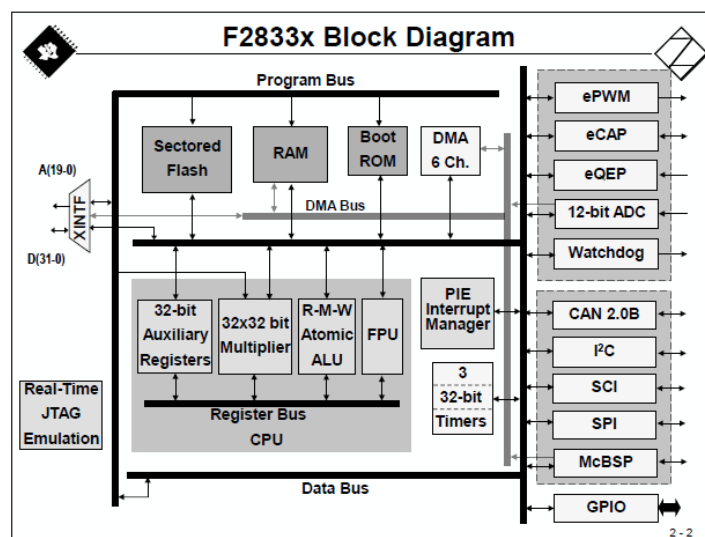 F2833x Block Diagram
Program Bus
Sectored
Flash
RAM
Boot
ROM
DMA
6 Ch.
A(19-0)
XINTF
D(31-0)
DMA Bus
ePWM
eCAP
eQEP
12-bit ADC
Watchdog
32-bit
Auxiliary
Registers
32x32 bit
Multiplier
R-M-W
Atomic
ALU
FPU
PIE
Interrupt
Manager
3
32-bit
Timers
Register Bus
CPU
Real-Time
JTAG
Emulation
CAN 2.0B
I²C
SCI
SPI
McBSP
Data Bus
GPIO
2 - 2